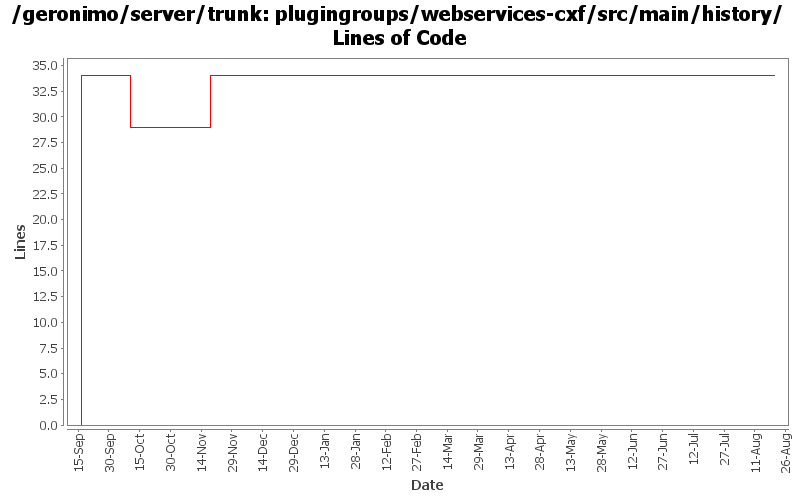 /geronimo/server/trunk: plugingroups/webservices-cxf/src/main/history/
Lines of Code
35.0
32.5
30.0
27.5
25.0
22.5
20.0
17.5
15.0
12.5
10.0
7.5
5.0
2.5
0.0
Lines
15-Sep
30-Sep
15-Oct
30-Oct
14-Nov
29-Nov
14-Dec
29-Dec
13-Jan
28-Jan
12-Feb
27-Feb
14-Mar
29-Mar
13-Apr
28-Apr
13-May
28-May
12-Jun
27-Jun
12-Jul
27-Jul
11-Aug
26-Aug
Date